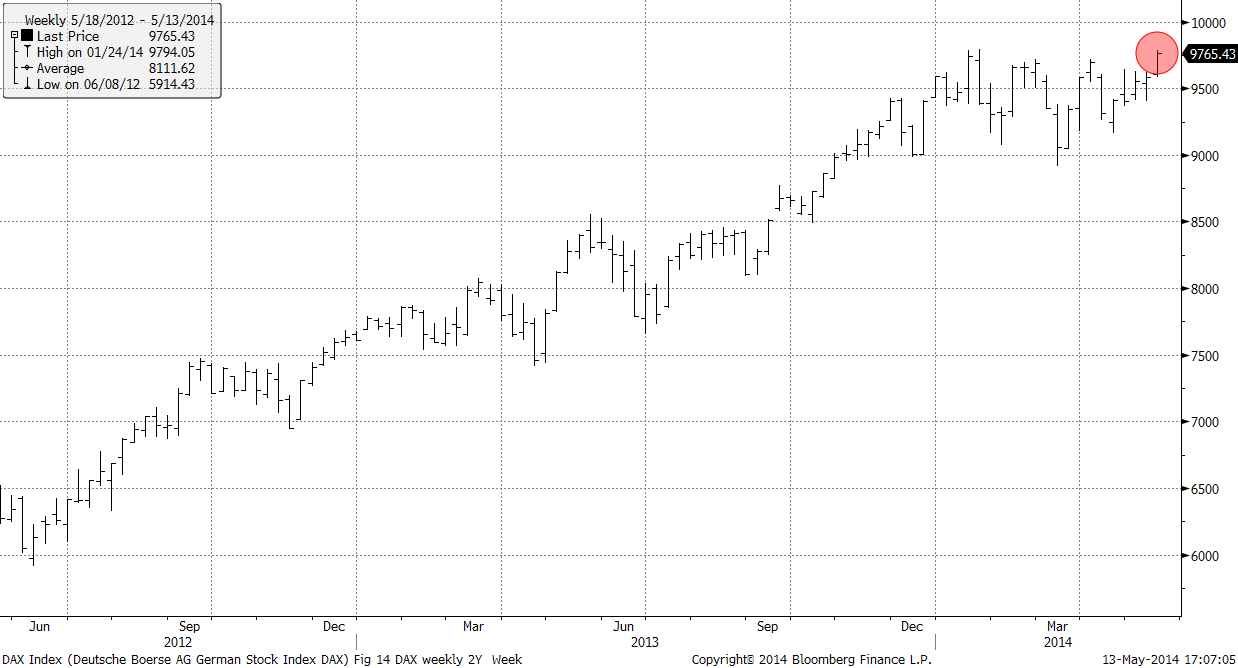 Weekly 5/18/2012 - 5/13/2014
Last Price 9765.43
High on 01/24/14 9794.05
Average 8111.62
Low on 06/08/12 5914.43
10000
9765.43
9500
9000
8500
8000
7500
7000
6500
6000
Jun Sep Dec Mar Jun Sep Dec Mar
2012 2013 2014
DAX Index (Deutsche Boerse AG German Stock Index DAX) Fig 14 DAX weekly 2Y Week Copyright© 2014 Bloomberg Finance L.P. 13-May-2014 17:07:05